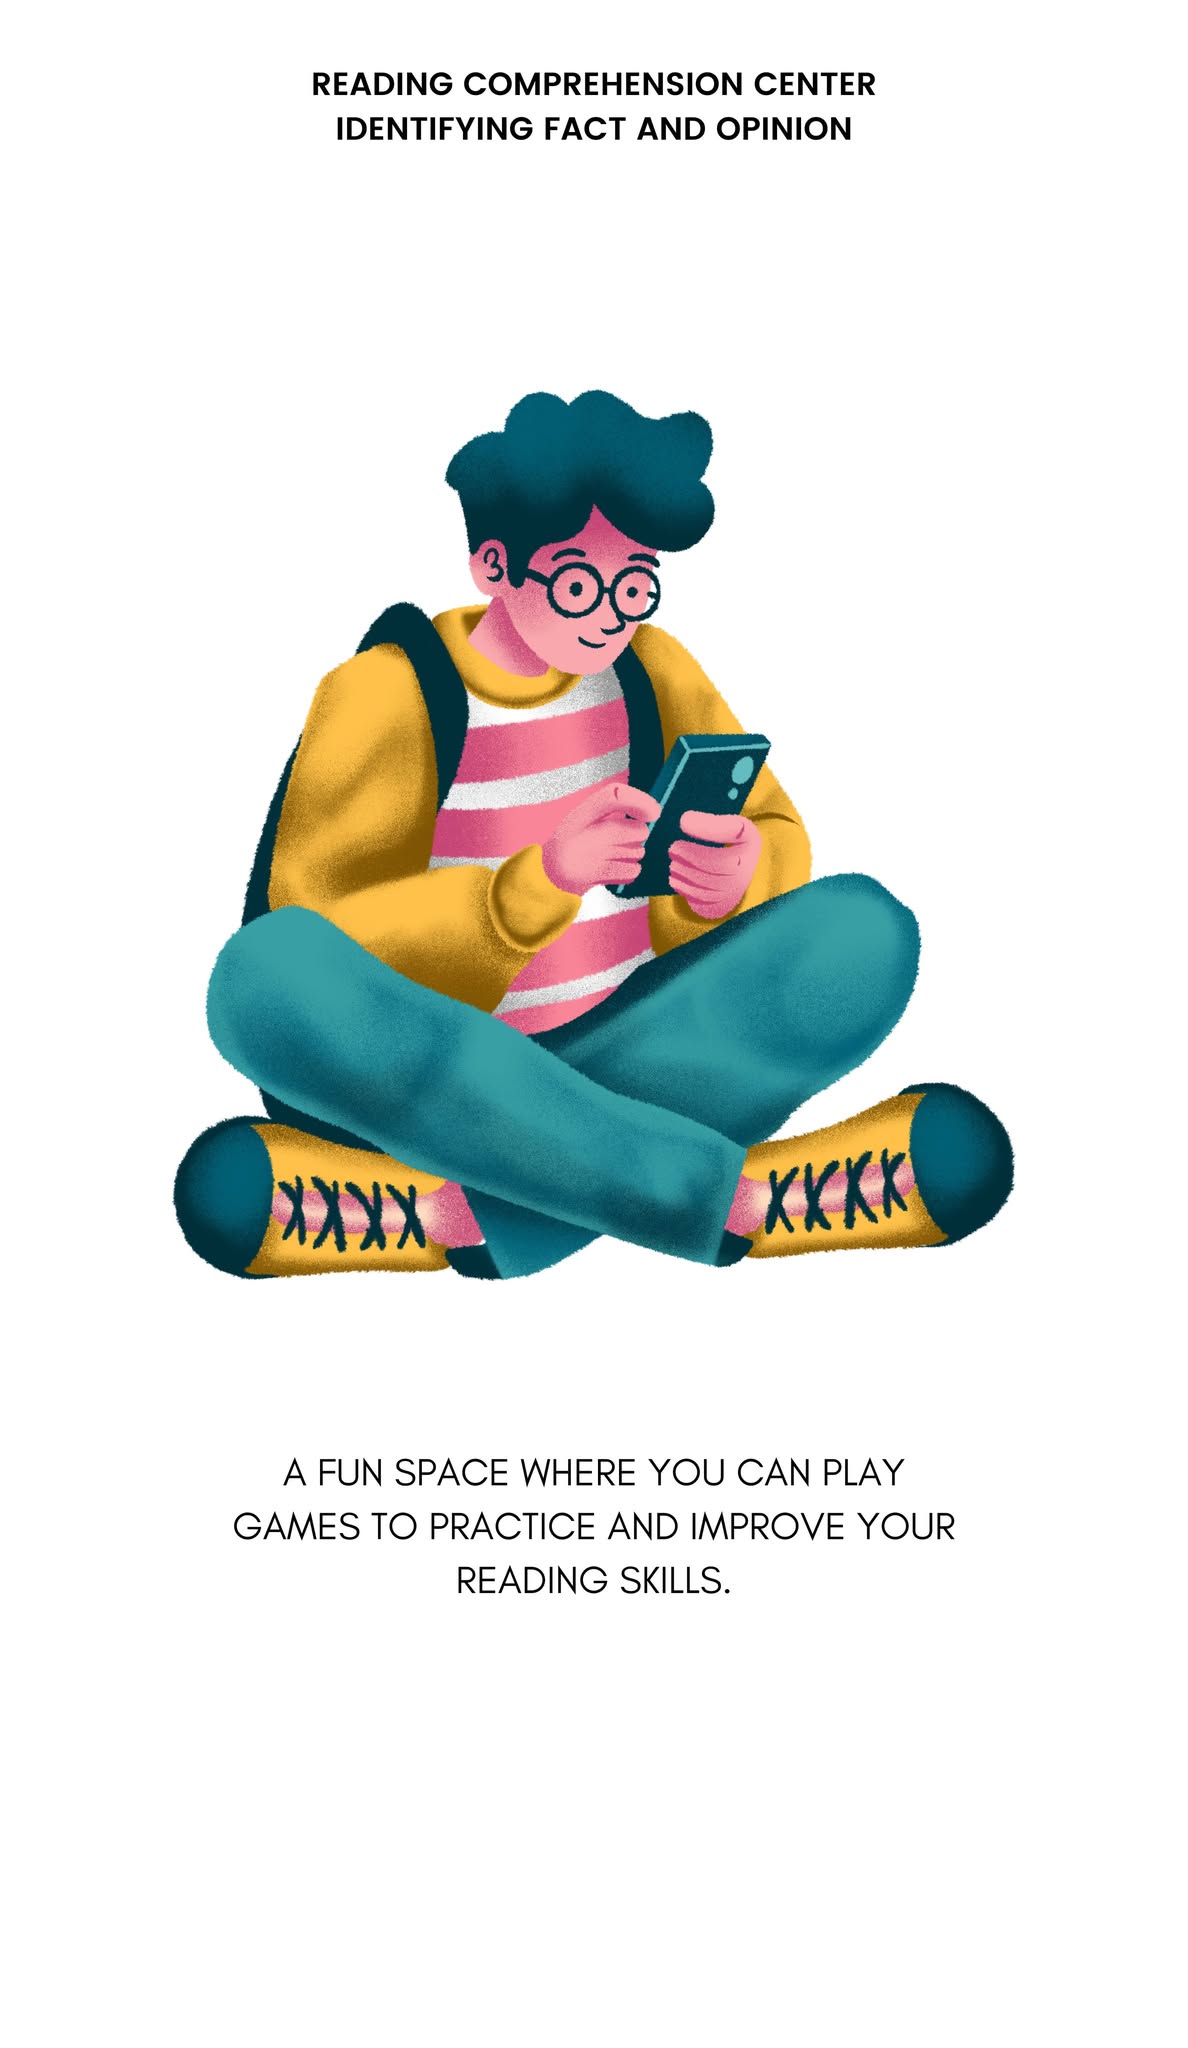 READING COMPREHENSION CENTER
IDENTIFYING FACT AND OPINION
A FUN SPACE WHERE YOU CAN PLAY
GAMES TO PRACTICE AND IMPROVE YOUR
READING SKILLS.